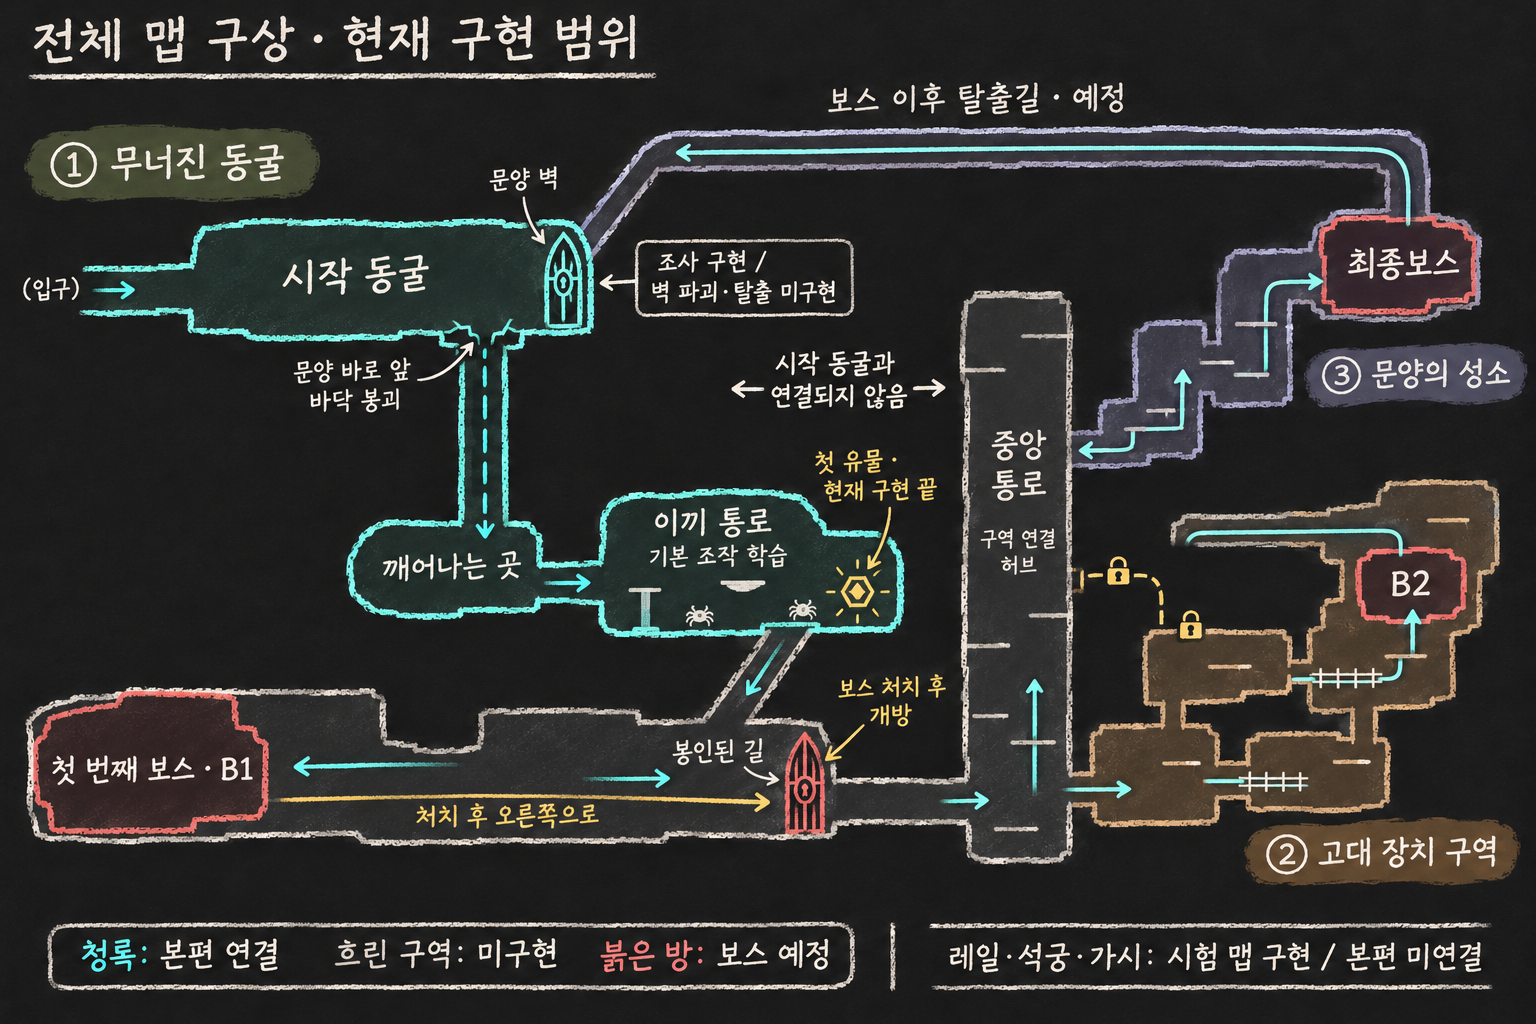 전체 맵 구상 · 현재 구현 범위
보스 이후 탈출길 · 예정
① 무너진 동굴
문양 벽
(입구)
시작 동굴
조사 구현 /
벽 파괴·탈출 미구현
최종보스
문양 바로 앞
바닥 붕괴
시작 동굴과
연결되지 않음
③ 문양의 성소
중앙
통로
구역 연결
허브
첫 유물 ·
현재 구현 끝
이끼 통로
기본 조작 학습
깨어나는 곳
B2
보스 처치 후
개방
봉인된 길
첫 번째 보스 · B1
처치 후 오른쪽으로
② 고대 장치 구역
청록: 본편 연결
흐린 구역: 미구현
붉은 방: 보스 예정
레일·석궁·가시: 시험 맵 구현 / 본편 미연결